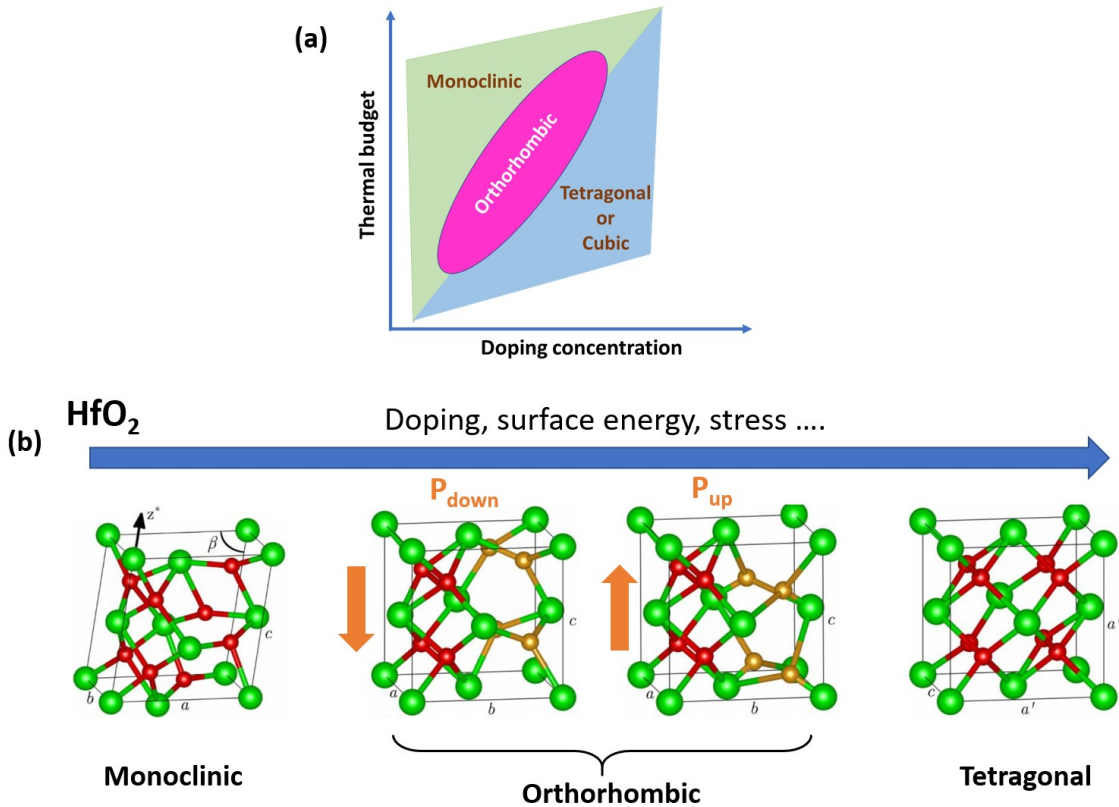 (a)
Thermal budget
Monoclinic
Orthorhombic
Tetragonal
or
Cubic
Doping concentration
(b)
HfO2
Doping, surface energy, stress ....
Pdown
Pup
z*
β
c
b
a
c
a
b
c
a
b
a'
c
a'
Monoclinic
Orthorhombic
Tetragonal